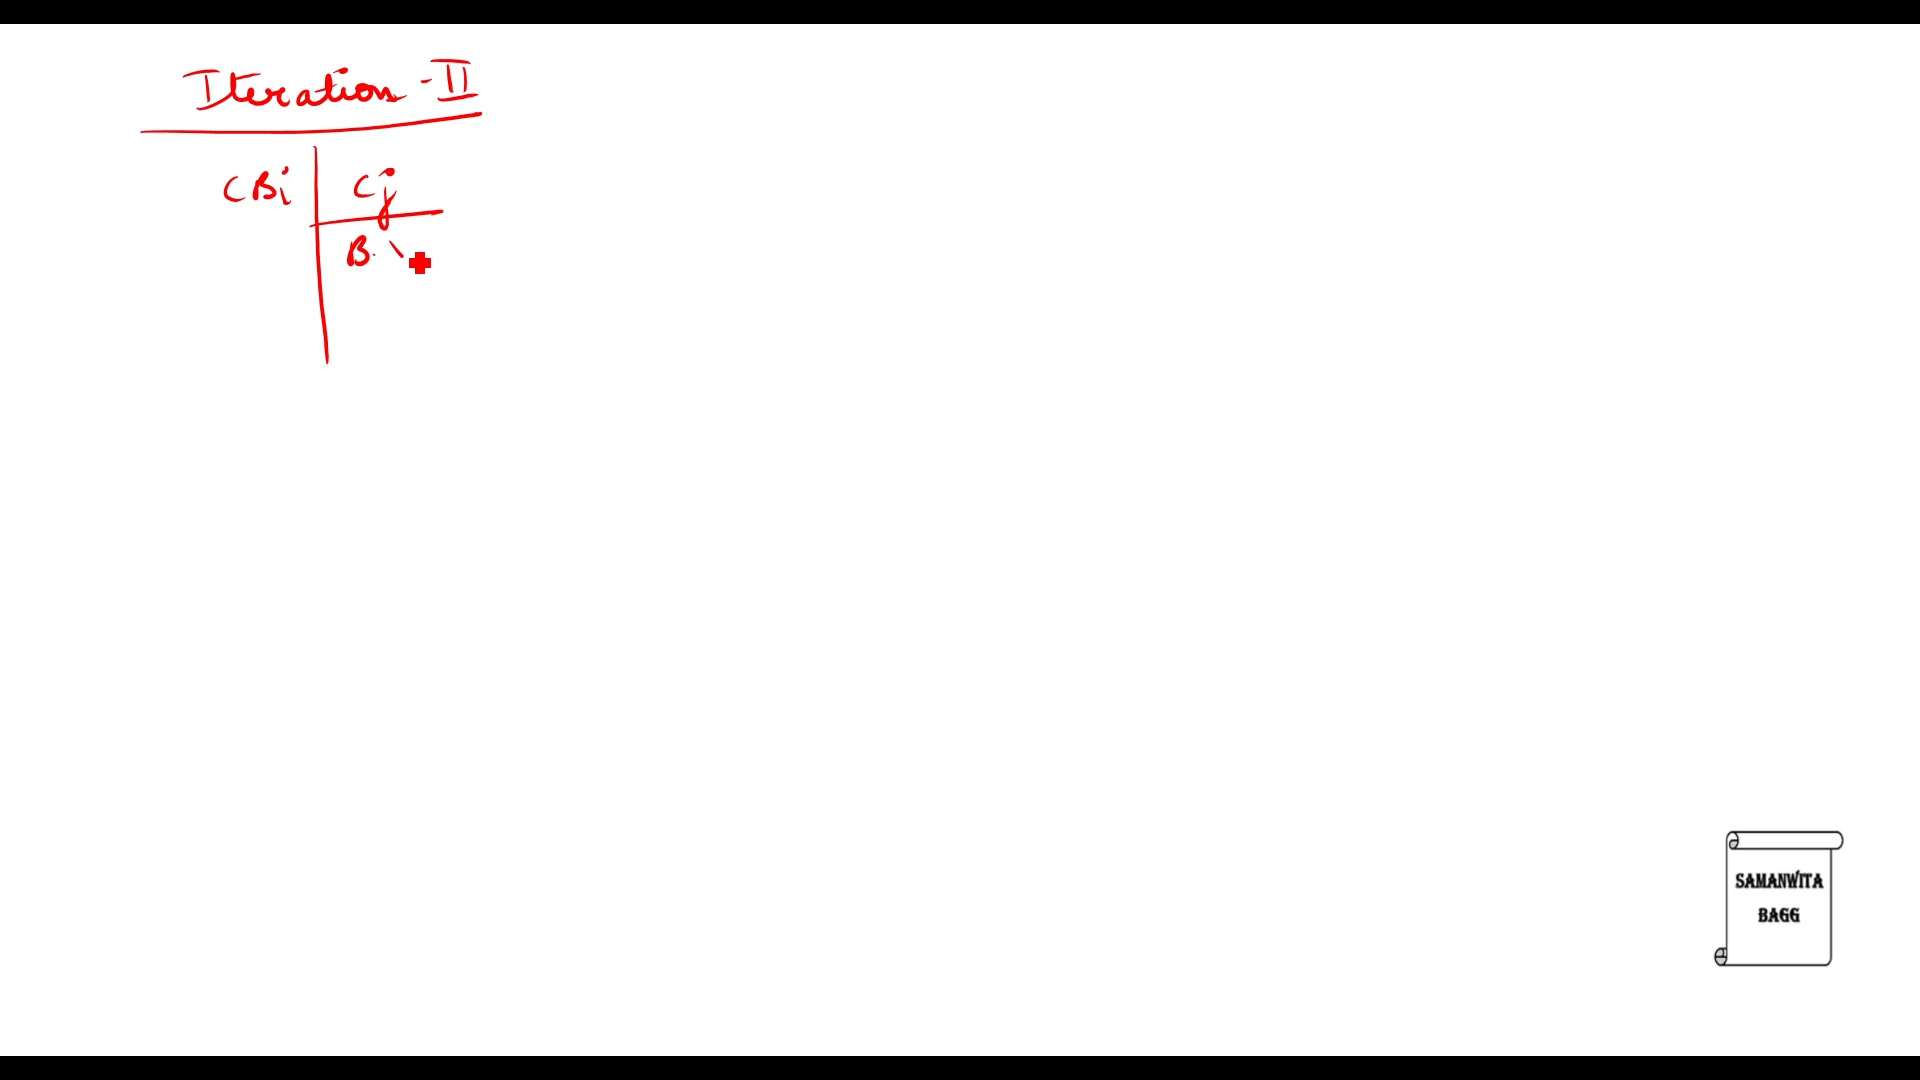 Iteration - II
CBi Cj
B.
SAMANWITA
BAGG